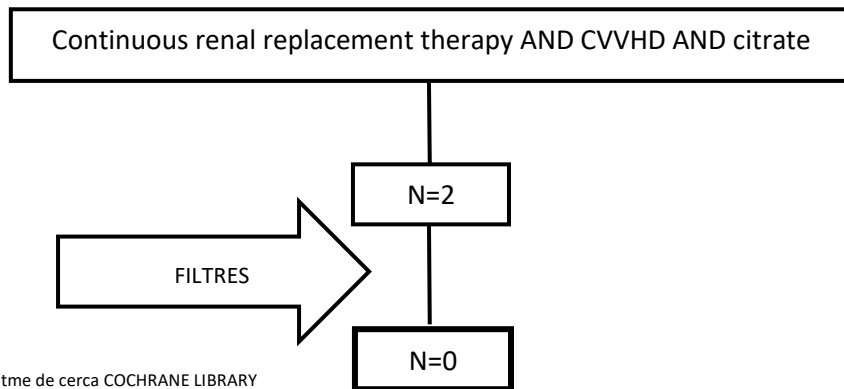 Continuous renal replacement therapy AND CVVHD AND citrate
N=2
FILTRES
N=0
tme de cerca COCHRANE LIBRARY